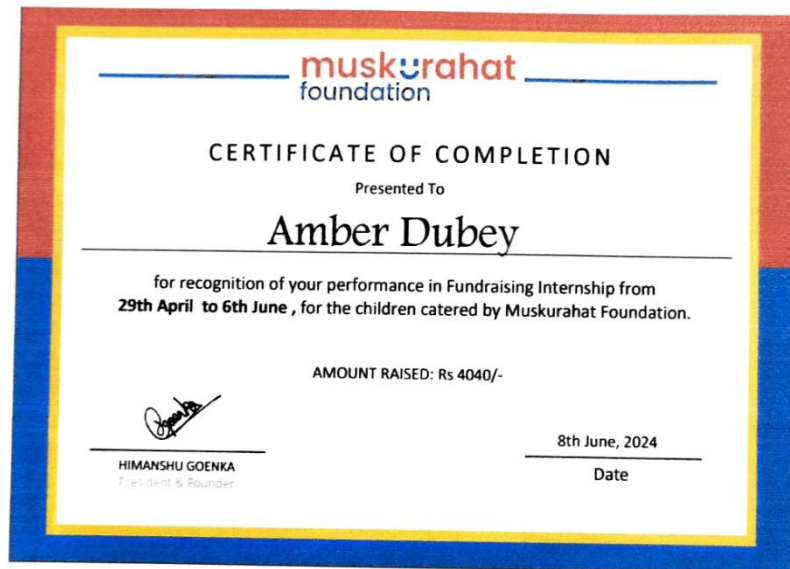 muskurahat
foundation
CERTIFICATE OF COMPLETION
Presented To
Amber Dubey
for recognition of your performance in Fundraising Internship from
29th April to 6th June , for the children catered by Muskurahat Foundation.
AMOUNT RAISED: Rs 4040/-
HIMANSHU GOENKA
President & Founder
8th June, 2024
Date